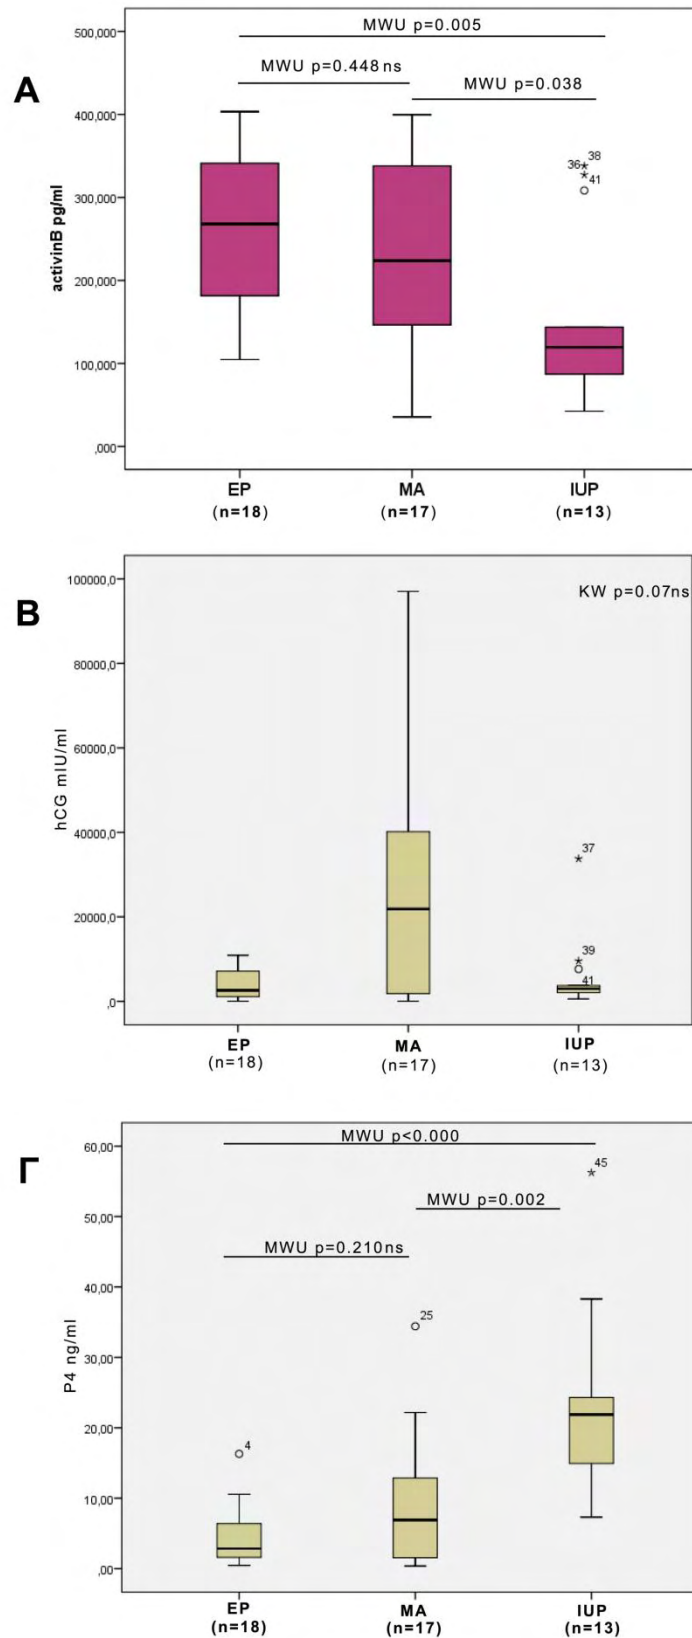 MWU p=0.005
500,000
MWU p=0.448 ns
MWU p=0.038
A
400,000
38
36
41
300,000
activinB pg/ml
200,000
100,000
,000
EP
MA
IUP
(n=18)
(n=17)
(n=13)
100000,0
KW p=0.07ns
B
80000,0
60000,0
hCG mIU/ml
40000,0
37
20000,0
39
41
,0
EP
MA
IUP
(n=18)
(n=17)
(n=13)
60,00
MWU p<0.000
Γ
45
50,00
MWU p=0.002
MWU p=0.210ns
40,00
25
30,00
P4 ng/ml
20,00
4
10,00
,00
EP
MA
IUP
(n=18)
(n=17)
(n=13)